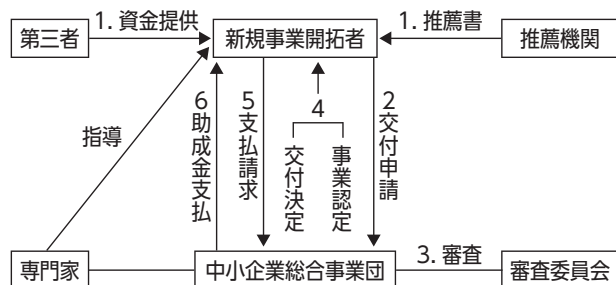 第三者
1. 資金提供
新規事業開拓者
1. 推薦書
推薦機関
指導
6
助成金支払
5
支払請求
4
交付決定
事業認定
2
交付申請
専門家
中小企業総合事業団
3. 審査
審査委員会